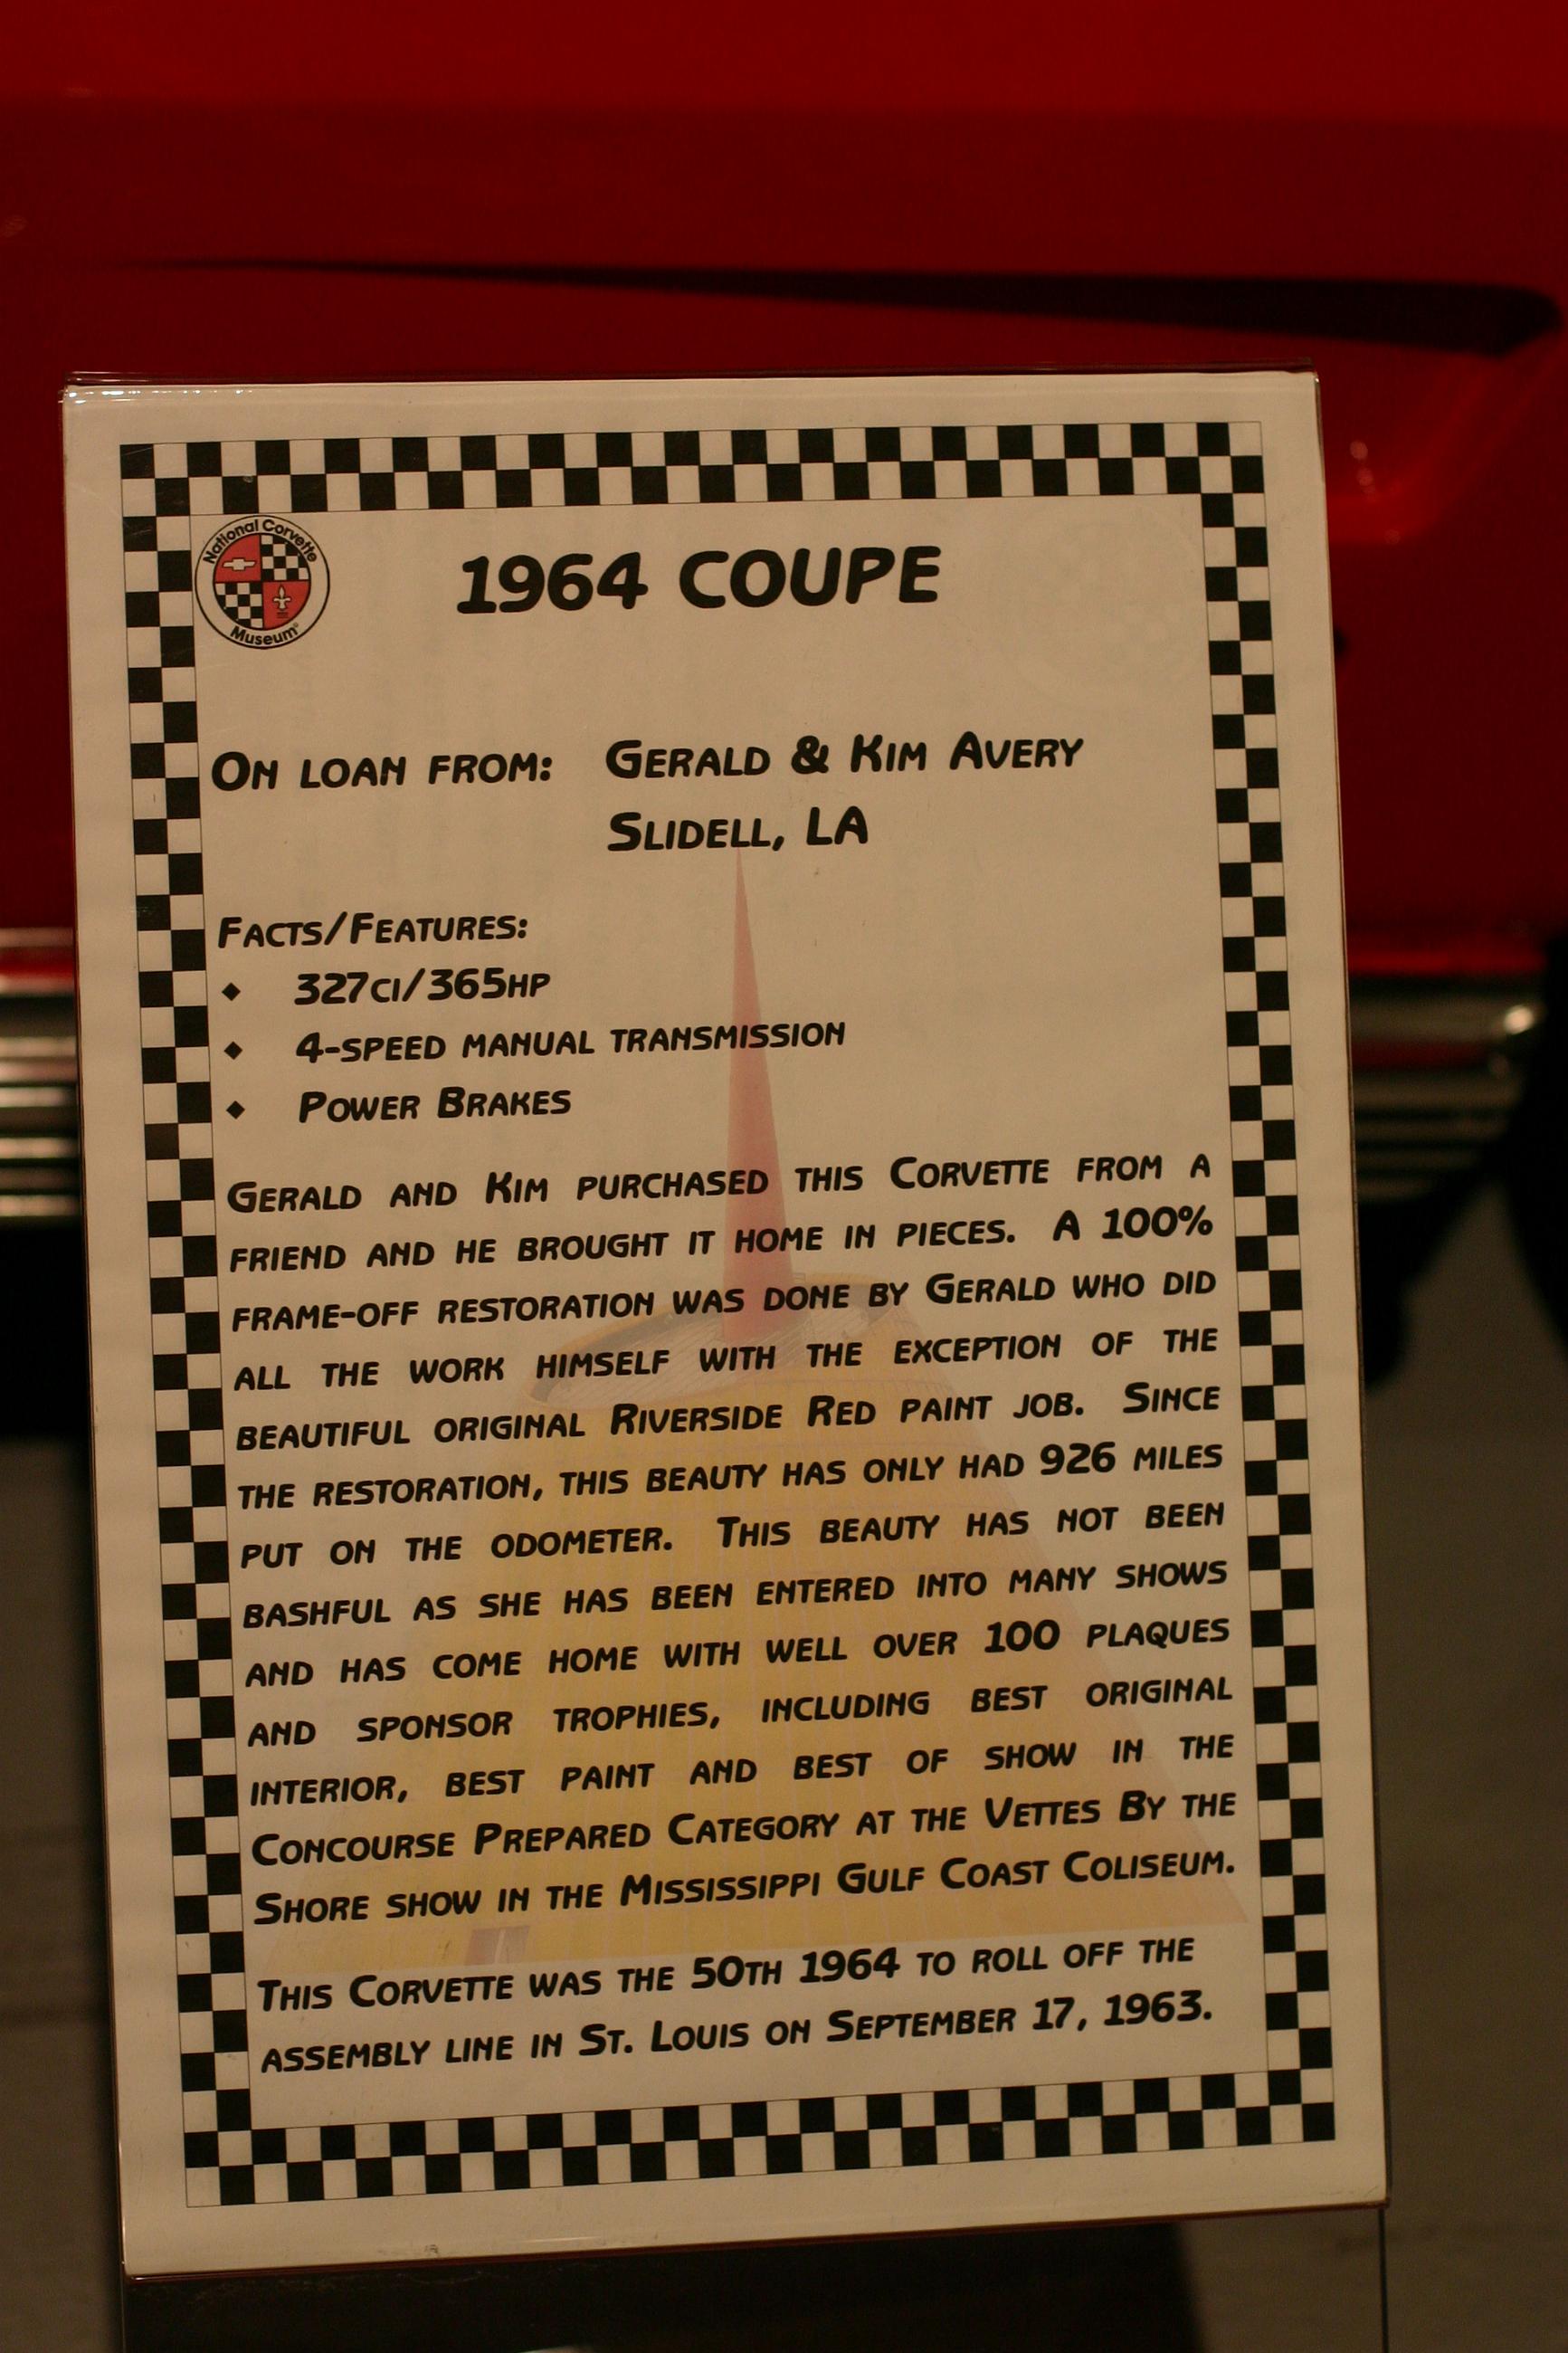 National Corvette
Museum
1964 COUPE
ON LOAN FROM: GERALD & KIM AVERY
SLIDELL, LA
FACTS/FEATURES:
◆ 327CI/365HP
◆ 4-SPEED MANUAL TRANSMISSION
◆ POWER BRAKES
GERALD AND KIM PURCHASED THIS CORVETTE FROM A
FRIEND AND HE BROUGHT IT HOME IN PIECES. A 100%
FRAME-OFF RESTORATION WAS DONE BY GERALD WHO DID
ALL THE WORK HIMSELF WITH THE EXCEPTION OF THE
BEAUTIFUL ORIGINAL RIVERSIDE RED PAINT JOB. SINCE
THE RESTORATION, THIS BEAUTY HAS ONLY HAD 926 MILES
PUT ON THE ODOMETER. THIS BEAUTY HAS NOT BEEN
BASHFUL AS SHE HAS BEEN ENTERED INTO MANY SHOWS
AND HAS COME HOME WITH WELL OVER 100 PLAQUES
AND SPONSOR TROPHIES, INCLUDING BEST ORIGINAL
INTERIOR, BEST PAINT AND BEST OF SHOW IN THE
CONCOURSE PREPARED CATEGORY AT THE VETTES BY THE
SHORE SHOW IN THE MISSISSIPPI GULF COAST COLISEUM.
THIS CORVETTE WAS THE 50TH 1964 TO ROLL OFF THE
ASSEMBLY LINE IN ST. LOUIS ON SEPTEMBER 17, 1963.